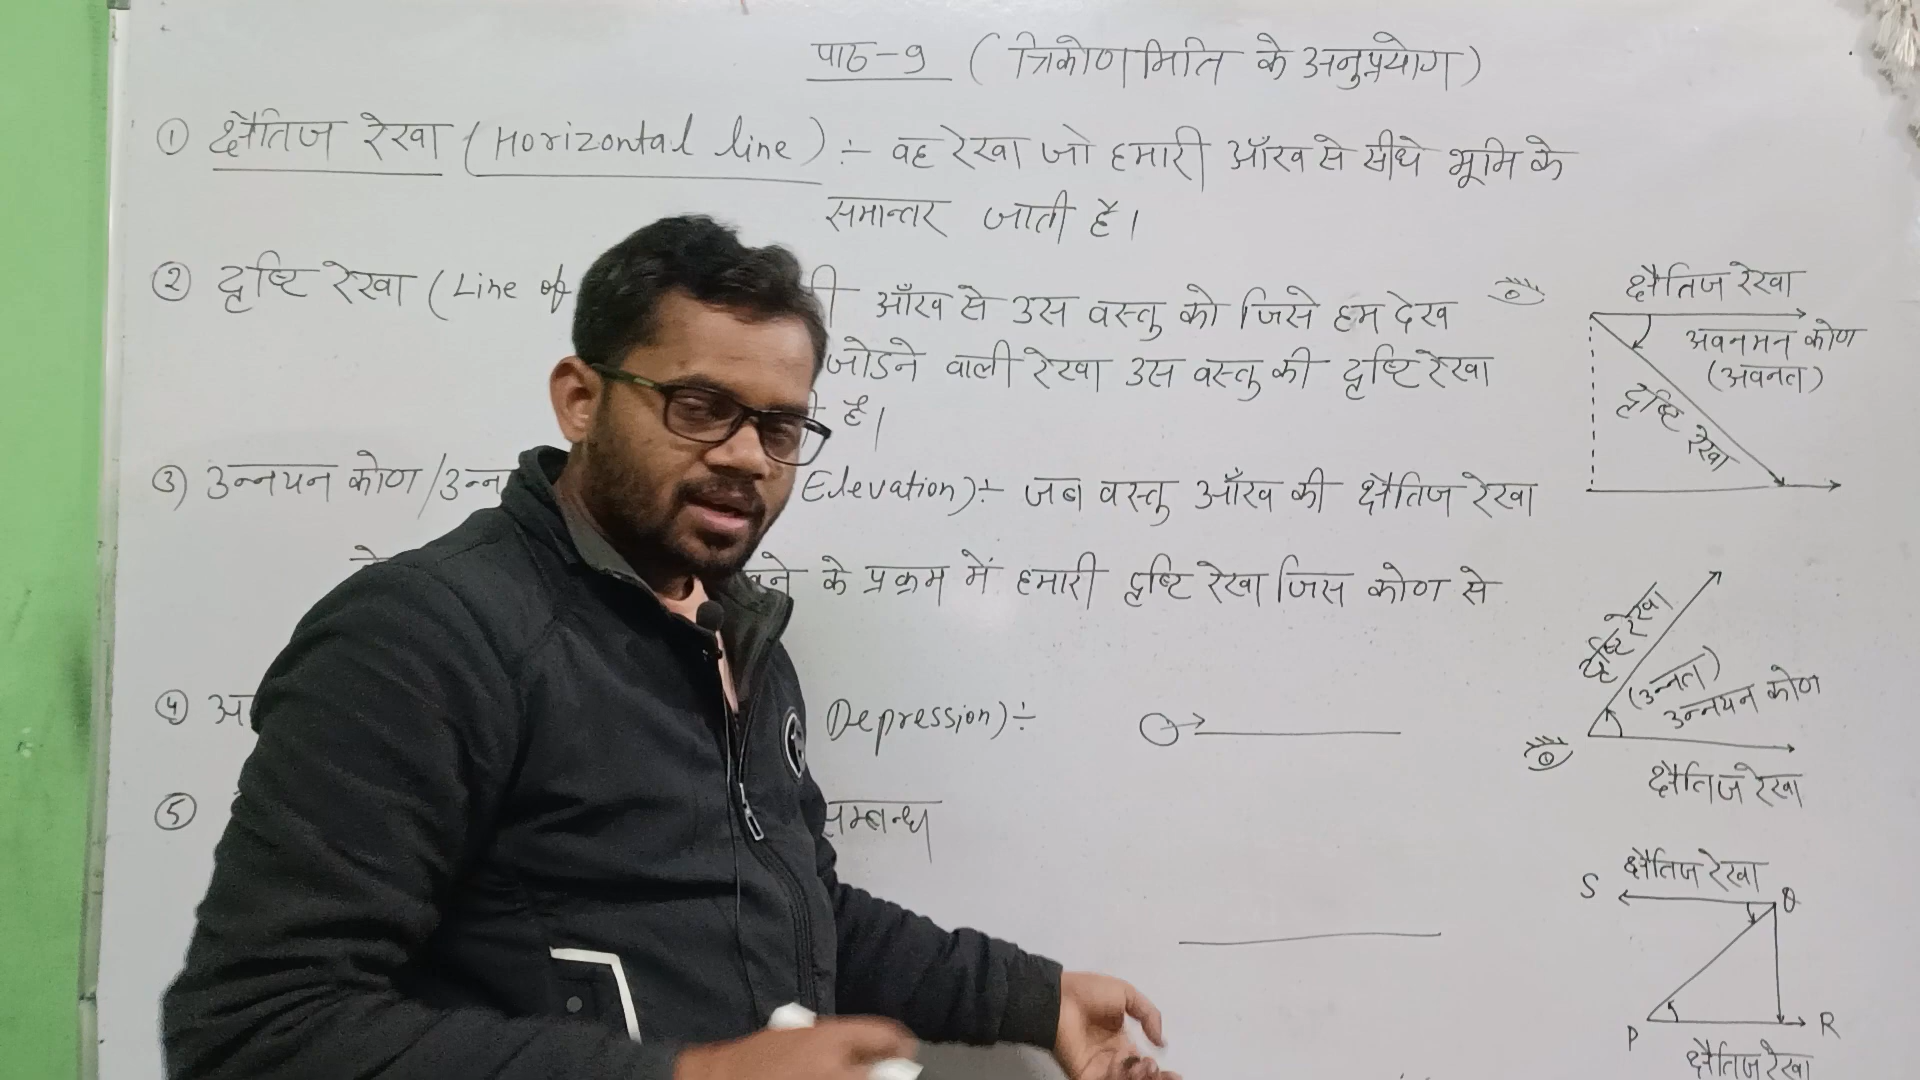 पाठ-9 (त्रिकोणमिति के अनुप्रयोग)
① क्षैतिज रेखा (Horizontal line) :- वह रेखा जो हमारी आँख से सीधे भूमि के
समान्तर जाती है।
② दृष्टि रेखा (Line of
आँख से उस वस्तु को जिसे हम देख
जोडने वाली रेखा उस वस्तु की दृष्टि रेखा
है।
③ उन्नयन कोण/उन्न Elevation) :- जब वस्तु आँख की क्षैतिज रेखा
के प्रक्रम में हमारी दृष्टि रेखा जिस कोण से
④ Depression) :-
⑤ सम्बन्ध
क्षैतिज रेखा
अवनमन कोण
(अवनत)
दृष्टि रेखा
दृष्टि रेखा
(उन्नत)
उन्नयन कोण
क्षैतिज रेखा
क्षैतिज रेखा
S Q
P R
क्षैतिज रेखा